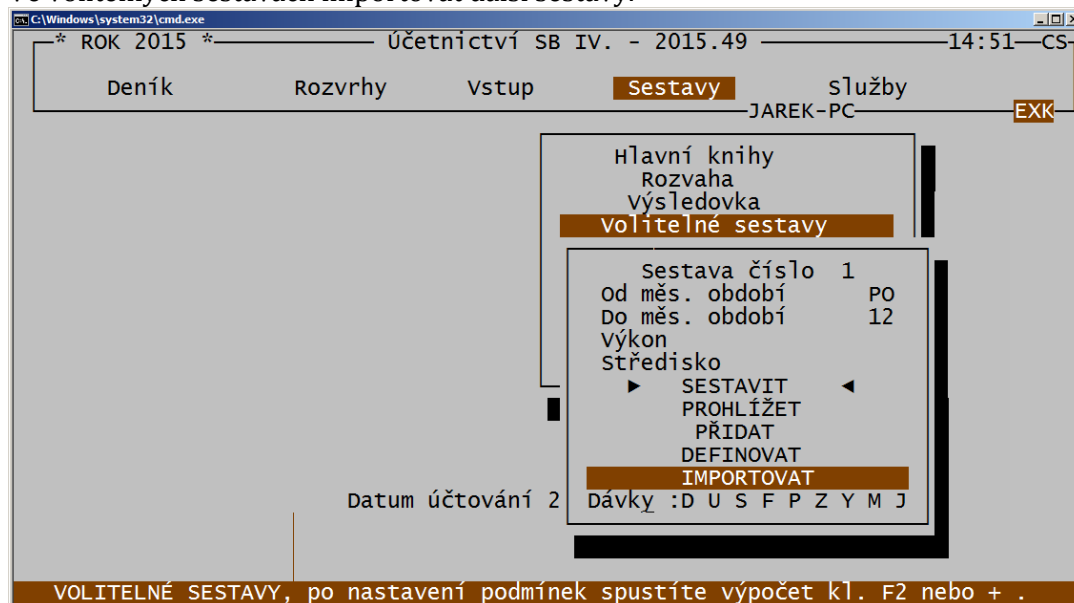 C:\Windows\system32\cmd.exe
* ROK 2015 * Účetnictví SB IV. - 2015.49 14:51 CS
Deník Rozvrhy Vstup Sestavy Služby
JAREK-PC EXK
Hlavní knihy
Rozvaha
Výsledovka
Volitelné sestavy
Sestava číslo 1
Od měs. období PO
Do měs. období 12
Výkon
Středisko
► SESTAVIT ◄
PROHLÍŽET
PŘIDAT
DEFINOVAT
IMPORTOVAT
Datum účtování 2 Dávky :D U S F P Z Y M J
VOLITELNÉ SESTAVY, po nastavení podmínek spustíte výpočet kl. F2 nebo + .